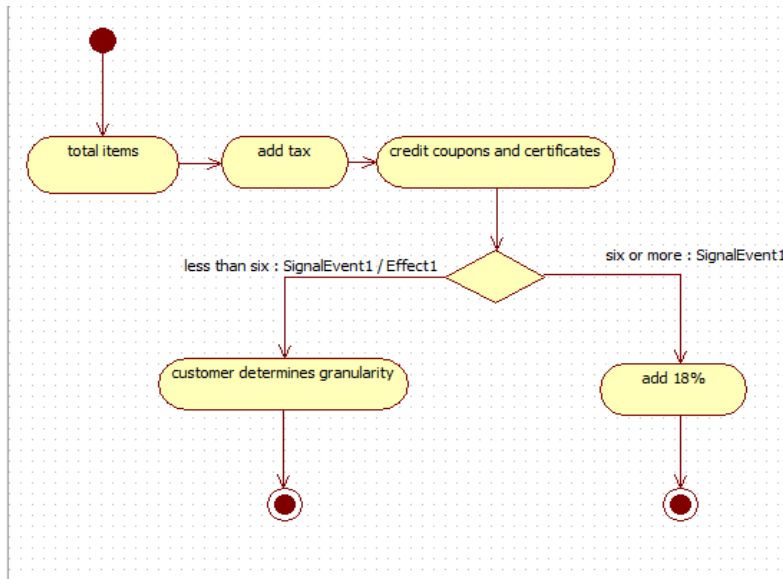 total items
add tax
credit coupons and certificates
less than six : SignalEvent1 / Effect1
six or more : SignalEvent1
customer determines granularity
add 18%